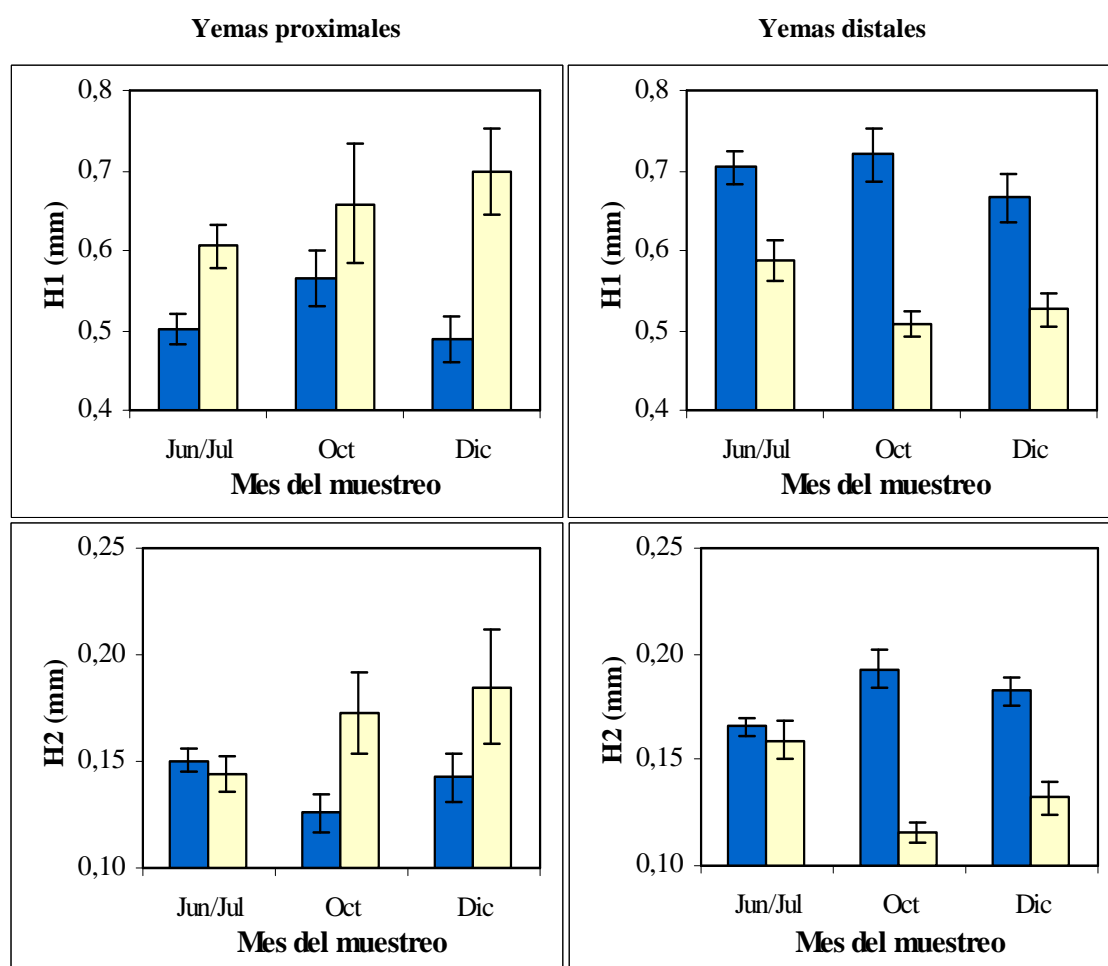 Yemas proximales
Yemas distales
0,8
0,7
0,6
0,5
0,4
H1 (mm)
Jun/Jul Oct Dic
Mes del muestreo
0,8
0,7
0,6
0,5
0,4
H1 (mm)
Jun/Jul Oct Dic
Mes del muestreo
0,25
0,20
0,15
0,10
H2 (mm)
Jun/Jul Oct Dic
Mes del muestreo
0,25
0,20
0,15
0,10
H2 (mm)
Jun/Jul Oct Dic
Mes del muestreo